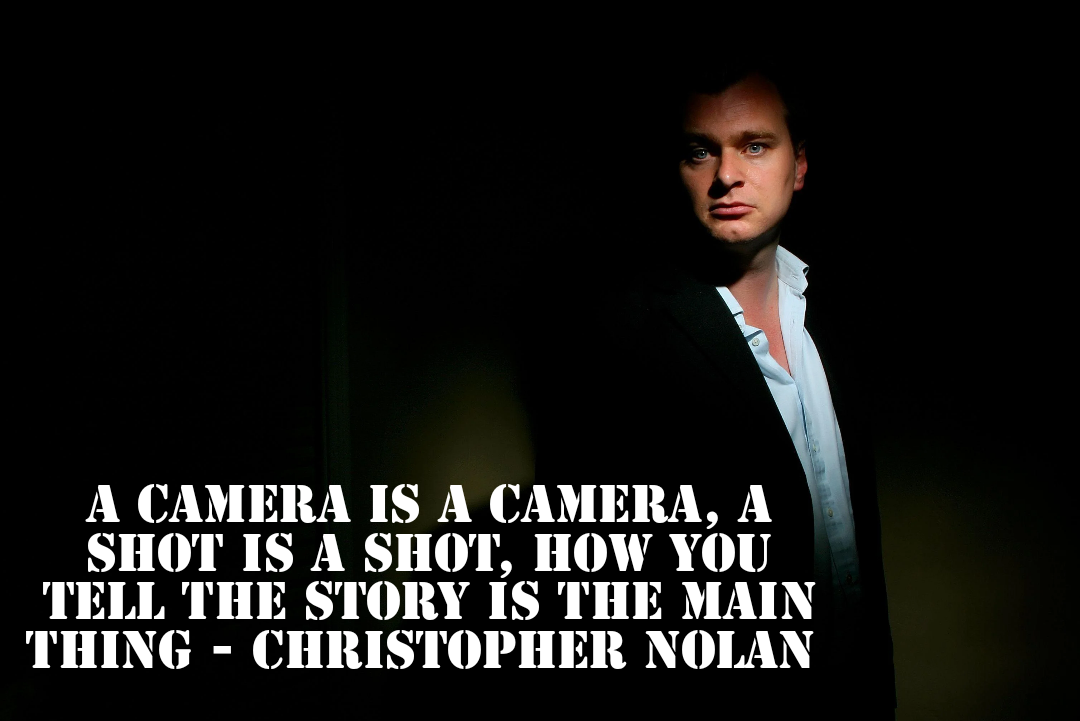 A CAMERA IS A CAMERA, A
SHOT IS A SHOT, HOW YOU
TELL THE STORY IS THE MAIN
THING - CHRISTOPHER NOLAN